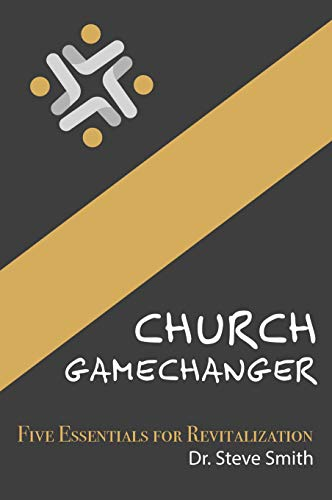 CHURCH
GAMECHANGER
Five Essentials for Revitalization
Dr. Steve Smith